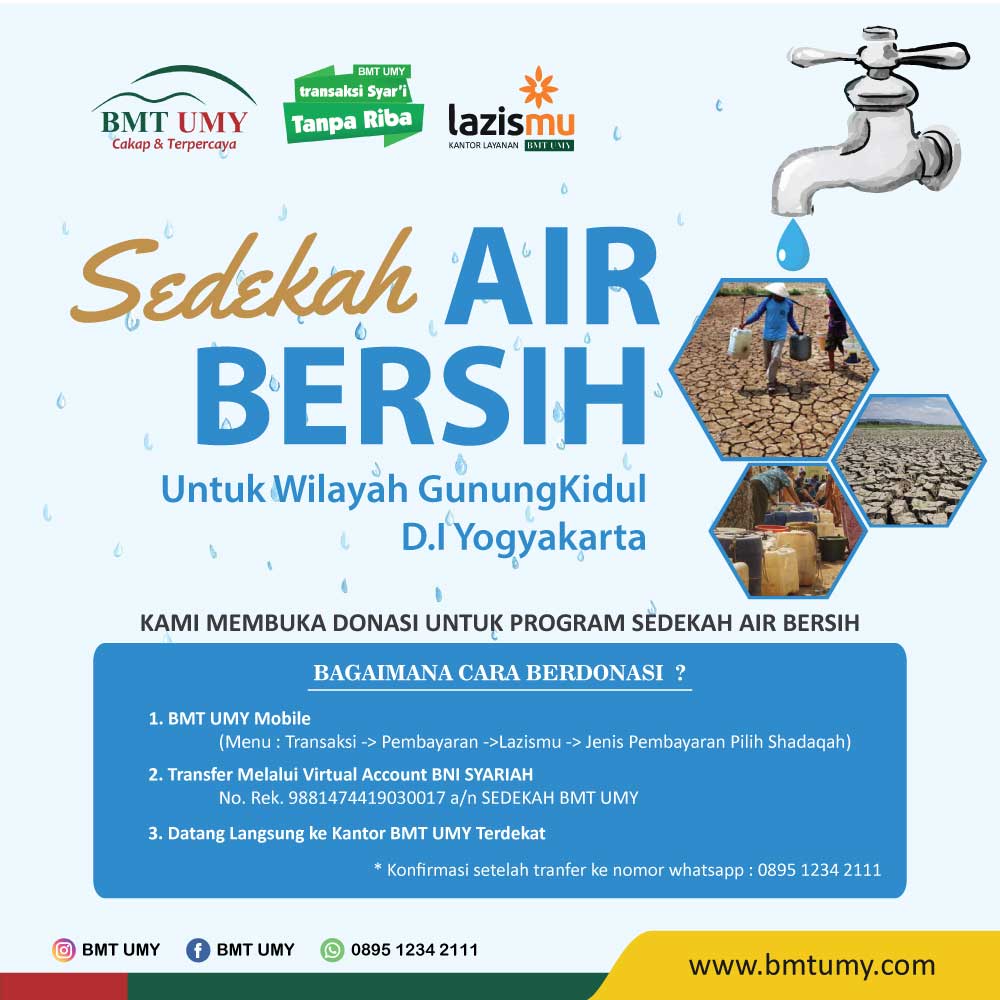 BMT UMY
Cakap & Terpercaya
BMT UMY
transaksi Syar'i
Tanpa Riba
lazismu
KANTOR LAYANAN BMT UMY
Sedekah AIR
BERSIH
Untuk Wilayah GunungKidul
D.I Yogyakarta
KAMI MEMBUKA DONASI UNTUK PROGRAM SEDEKAH AIR BERSIH
BAGAIMANA CARA BERDONASI ?
1. BMT UMY Mobile
(Menu : Transaksi -> Pembayaran ->Lazismu -> Jenis Pembayaran Pilih Shadaqah)
2. Transfer Melalui Virtual Account BNI SYARIAH
No. Rek. 9881474419030017 a/n SEDEKAH BMT UMY
3. Datang Langsung ke Kantor BMT UMY Terdekat
* Konfirmasi setelah tranfer ke nomor whatsapp : 0895 1234 2111
BMT UMY BMT UMY 0895 1234 2111
www.bmtumy.com